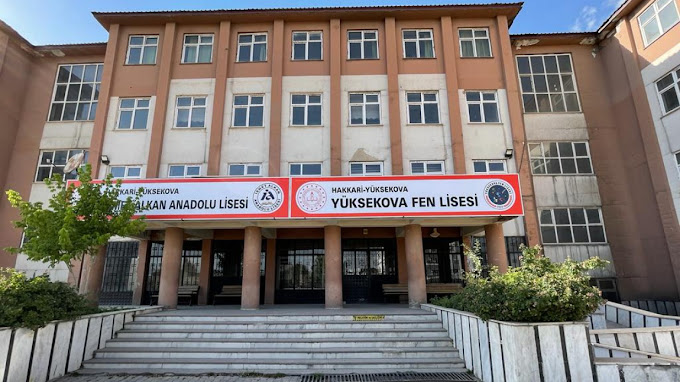 HAKKARİ-YÜKSEKOVA
ALKAN ANADOLU LİSESİ
HAKKARİ-YÜKSEKOVA
YÜKSEKOVA FEN LİSESİ